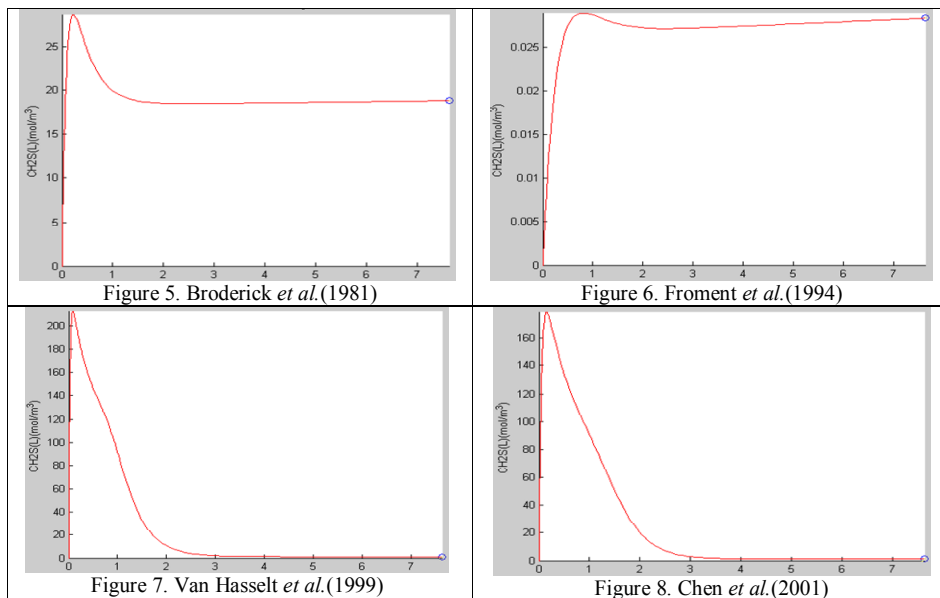 CH2S(L)(mol/m³)
25
20
15
10
5
0
0 1 2 3 4 5 6 7
Figure 5. Broderick et al.(1981)
CH2S(L)(mol/m³)
0.025
0.02
0.015
0.01
0.005
0
0 1 2 3 4 5 6 7
Figure 6. Froment et al.(1994)
CH2S(L)(mol/m³)
200
180
160
140
120
100
80
60
40
20
0
0 1 2 3 4 5 6 7
Figure 7. Van Hasselt et al.(1999)
CH2S(L)(mol/m³)
160
140
120
100
80
60
40
20
0
0 1 2 3 4 5 6 7
Figure 8. Chen et al.(2001)